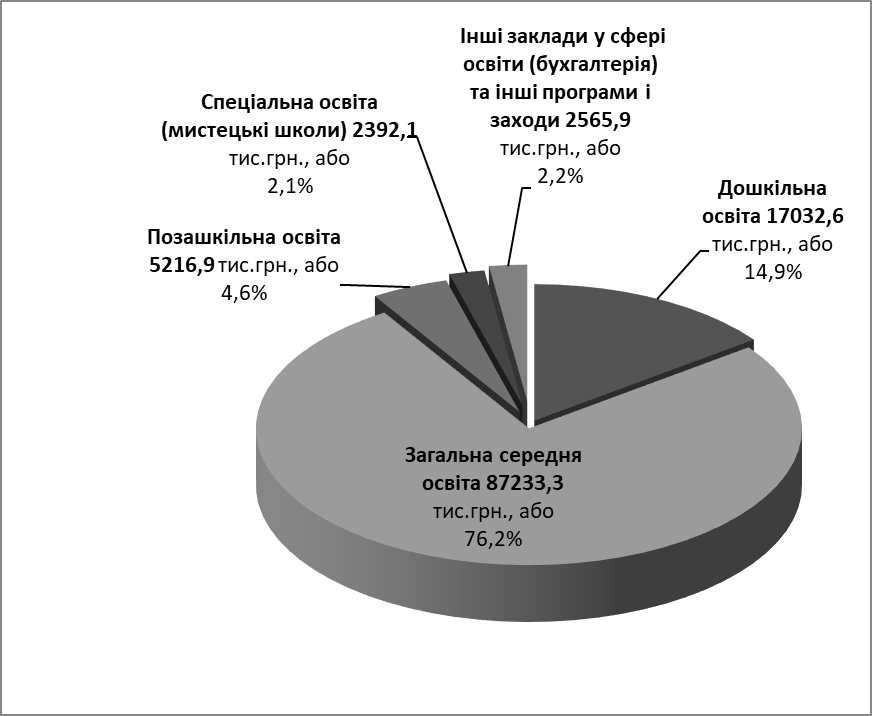 Інші заклади у сфері
освіти (бухгалтерія)
та інші програми і
заходи 2565,9
тис.грн., або
2,2%
Спеціальна освіта
(мистецькі школи) 2392,1
тис.грн., або
2,1%
Дошкільна
освіта 17032,6
тис.грн., або
14,9%
Позашкільна освіта
5216,9 тис.грн., або
4,6%
Загальна середня
освіта 87233,3
тис.грн., або
76,2%